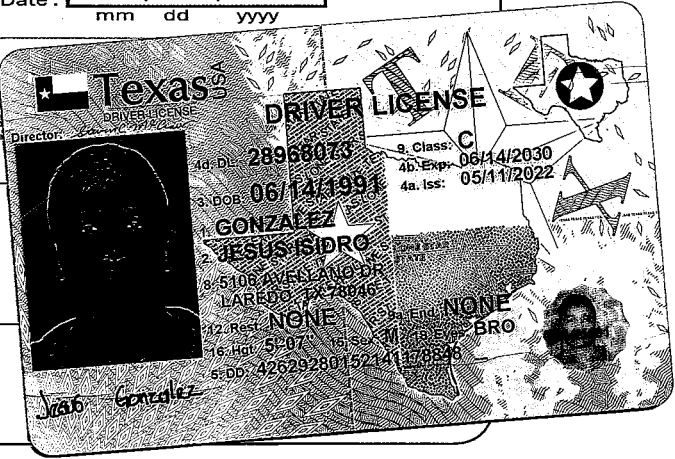 Date :
mm dd yyyy
Texas USA
DRIVER LICENSE
DRIVER LICENSE
Director:
4d. DL: 28968073
9. Class: C
4b. Exp: 06/14/2030
3. DOB: 06/14/1991
4a. Iss: 05/11/2022
1. GONZALEZ
2. JESUS ISIDRO
8. 5106 AVELLANO DR
LAREDO, TX 78046
12. Rest: NONE
9a. End: NONE
16. Hgt: 5'-07"
15. Sex: M
18. Eyes: BRO
5. DD: 42629280152141178848
Jesus Gonzalez